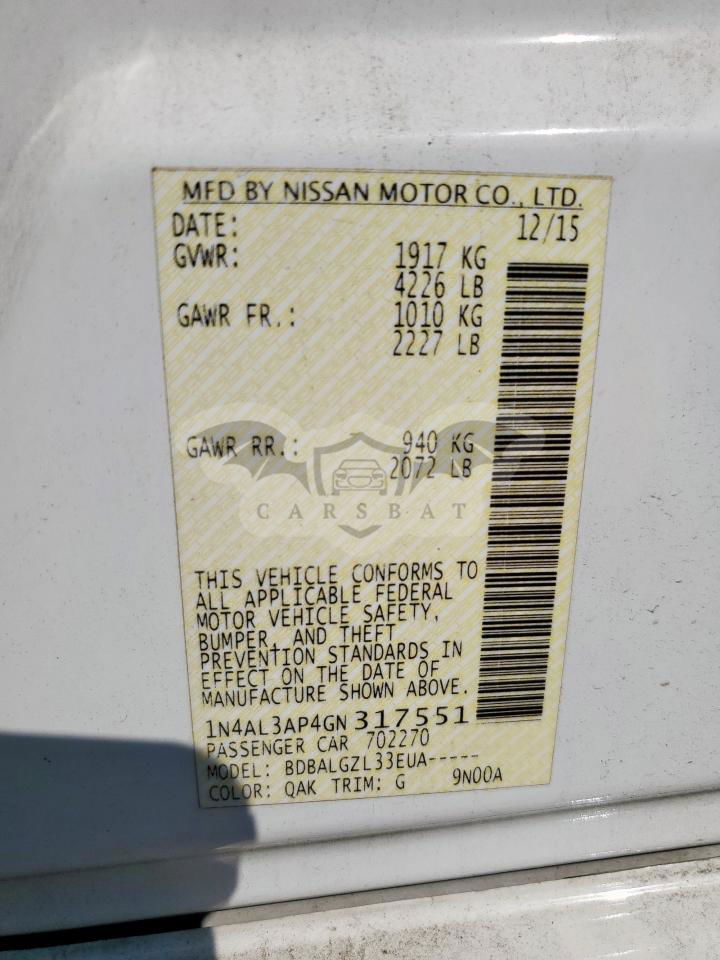 MFD BY NISSAN MOTOR CO., LTD.
DATE: 12/15
GVWR: 1917 KG
4226 LB
GAWR FR.: 1010 KG
2227 LB
GAWR RR.: 940 KG
2072 LB
CARSBAT
THIS VEHICLE CONFORMS TO
ALL APPLICABLE FEDERAL
MOTOR VEHICLE SAFETY,
BUMPER, AND THEFT
PREVENTION STANDARDS IN
EFFECT ON THE DATE OF
MANUFACTURE SHOWN ABOVE.
1N4AL3AP4GN317551
PASSENGER CAR 702270
MODEL: BDBALGZL33EUA-----
COLOR: QAK TRIM: G 9N00A